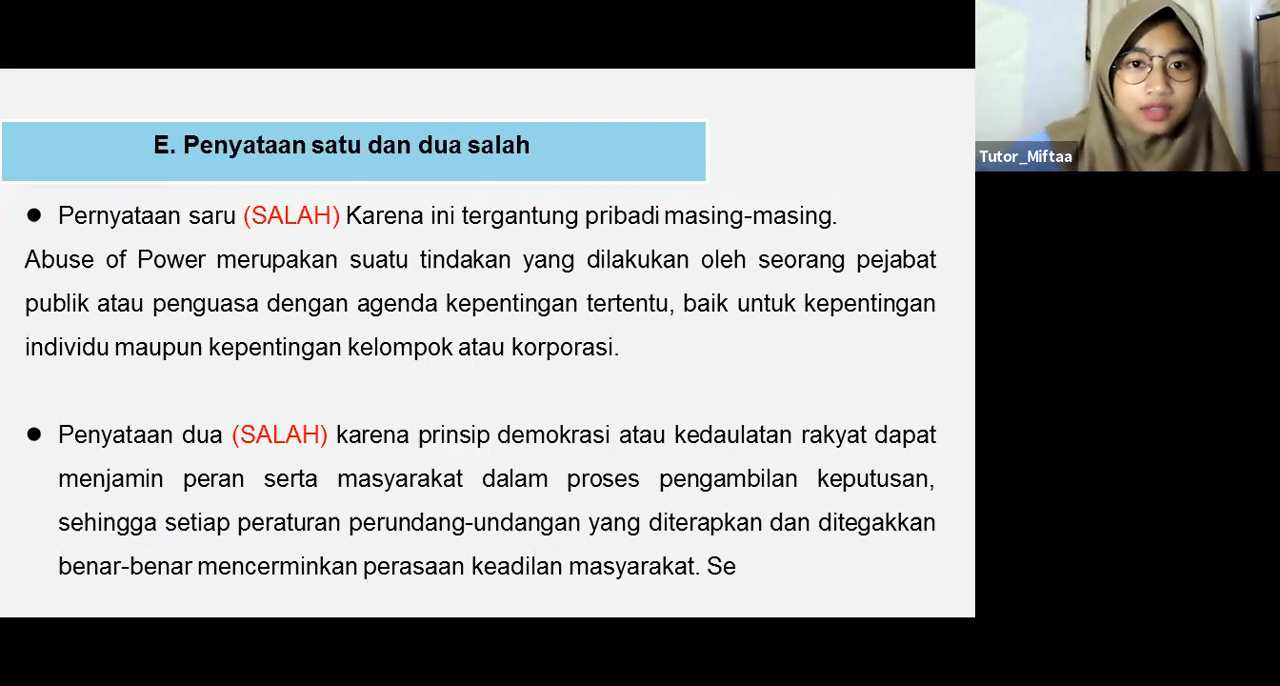 E. Penyataan satu dan dua salah
● Pernyataan saru (SALAH) Karena ini tergantung pribadi masing-masing.
Abuse of Power merupakan suatu tindakan yang dilakukan oleh seorang pejabat
publik atau penguasa dengan agenda kepentingan tertentu, baik untuk kepentingan
individu maupun kepentingan kelompok atau korporasi.
● Penyataan dua (SALAH) karena prinsip demokrasi atau kedaulatan rakyat dapat
menjamin peran serta masyarakat dalam proses pengambilan keputusan,
sehingga setiap peraturan perundang-undangan yang diterapkan dan ditegakkan
benar-benar mencerminkan perasaan keadilan masyarakat. Se
Tutor_Miftaa